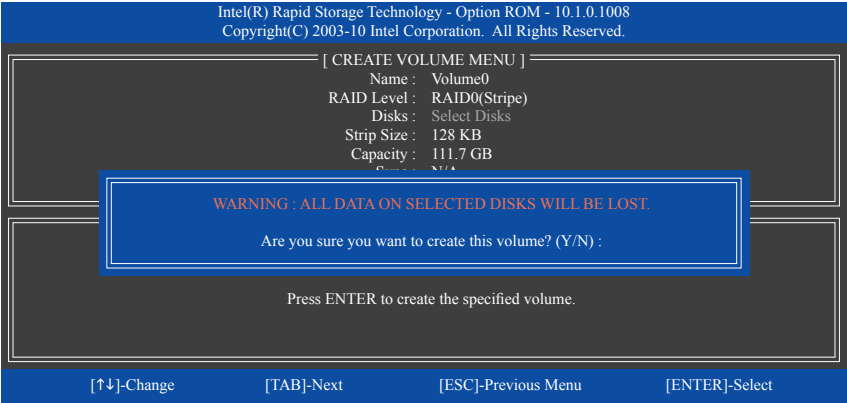 Intel(R) Rapid Storage Technology - Option ROM - 10.1.0.1008
Copyright(C) 2003-10 Intel Corporation. All Rights Reserved.
[ CREATE VOLUME MENU ]
Name : Volume0
RAID Level : RAID0(Stripe)
Disks : Select Disks
Strip Size : 128 KB
Capacity : 111.7 GB
N/A
WARNING : ALL DATA ON SELECTED DISKS WILL BE LOST.
Are you sure you want to create this volume? (Y/N) :
Press ENTER to create the specified volume.
[↑↓]-Change [TAB]-Next [ESC]-Previous Menu [ENTER]-Select